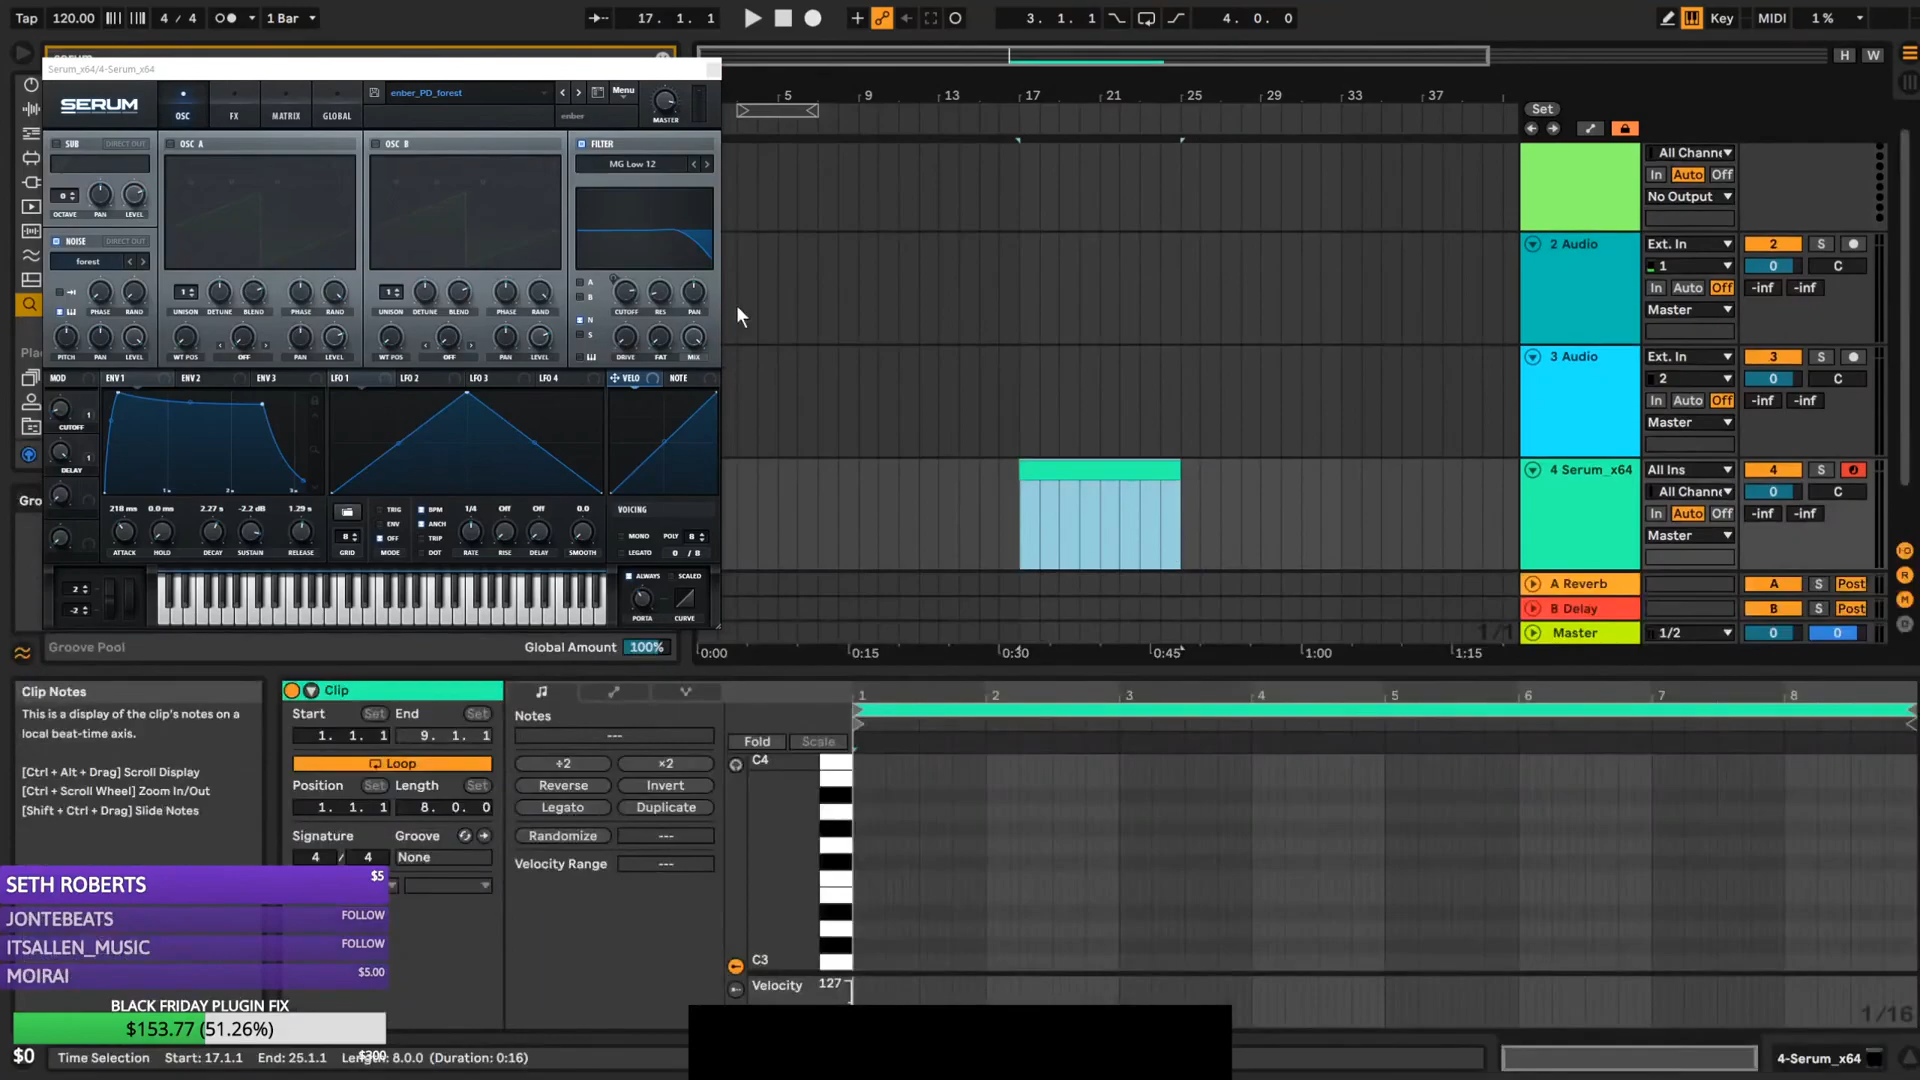 Tap 120.00 4 / 4 1 Bar 17. 1. 1 3. 1. 1 4. 0. 0 Key MIDI 1 %
Serum_x64/4-Serum_x64
H W
SERUM OSC FX MATRIX GLOBAL ember_PD_forest ember Menu MASTER
5 9 13 17 21 25 29 33 37
Set
SUB DIRECT OUT OSC A OSC B FILTER
MG Low 12
0 OCTAVE PAN LEVEL
NOISE DIRECT OUT
forest
PHASE RAND 1 UNISON DETUNE BLEND PHASE RAND 1 UNISON DETUNE BLEND PHASE RAND A B CUTOFF RES PAN
PITCH PAN LEVEL WT POS OFF PAN LEVEL WT POS OFF PAN LEVEL N S DRIVE FAT MIX
MOD ENV 1 ENV 2 ENV 3 LFO 1 LFO 2 LFO 3 LFO 4 VELO NOTE
1 CUTOFF
DELAY
218 ms 0.0 ms 2.27 s -2.2 dB 1.29 s TRIG BPM 1/4 Off Off 0.0 VOICING
ENV ANCH
8 OFF TRIP MONO POLY 8
ATTACK HOLD DECAY SUSTAIN RELEASE GRID MODE DOT RATE RISE DELAY SMOOTH LEGATO 0 / 8
ALWAYS SCALED
2
-2
PORTA CURVE
All Channe
In Auto Off
No Output
2 Audio Ext. In 2 S
1 0 C
In Auto Off -inf -inf
Master
3 Audio Ext. In 3 S
2 0 C
In Auto Off -inf -inf
Master
4 Serum_x64 All Ins 4 S
All Channe 0 C
In Auto Off -inf -inf
Master
A Reverb A S Post
B Delay B S Post
1/1 Master 1/2 0 0
Pla
Gro
Groove Pool Global Amount 100%
0:00 0:15 0:30 0:45 1:00 1:15
Clip Notes
This is a display of the clip's notes on a
local beat-time axis.
[Ctrl + Alt + Drag] Scroll Display
[Ctrl + Scroll Wheel] Zoom In/Out
[Shift + Ctrl + Drag] Slide Notes
Clip
Start Set End Set
1. 1. 1 9. 1. 1
Loop
Position Set Length Set
1. 1. 1 8. 0. 0
Signature Groove
4 / 4 None
Notes
---
÷2 ×2
Reverse Invert
Legato Duplicate
Randomize ---
Velocity Range ---
1 2 3 4 5 6 7 8
Fold Scale
C4
C3
Velocity 127
1/16
SETH ROBERTS $5
JONTEBEATS FOLLOW
ITSALLEN_MUSIC FOLLOW
MOIRAI $5.00
BLACK FRIDAY PLUGIN FIX
$153.77 (51.26%)
$0 $300
Time Selection Start: 17.1.1 End: 25.1.1 Length: 8.0.0 (Duration: 0:16)
4-Serum_x64